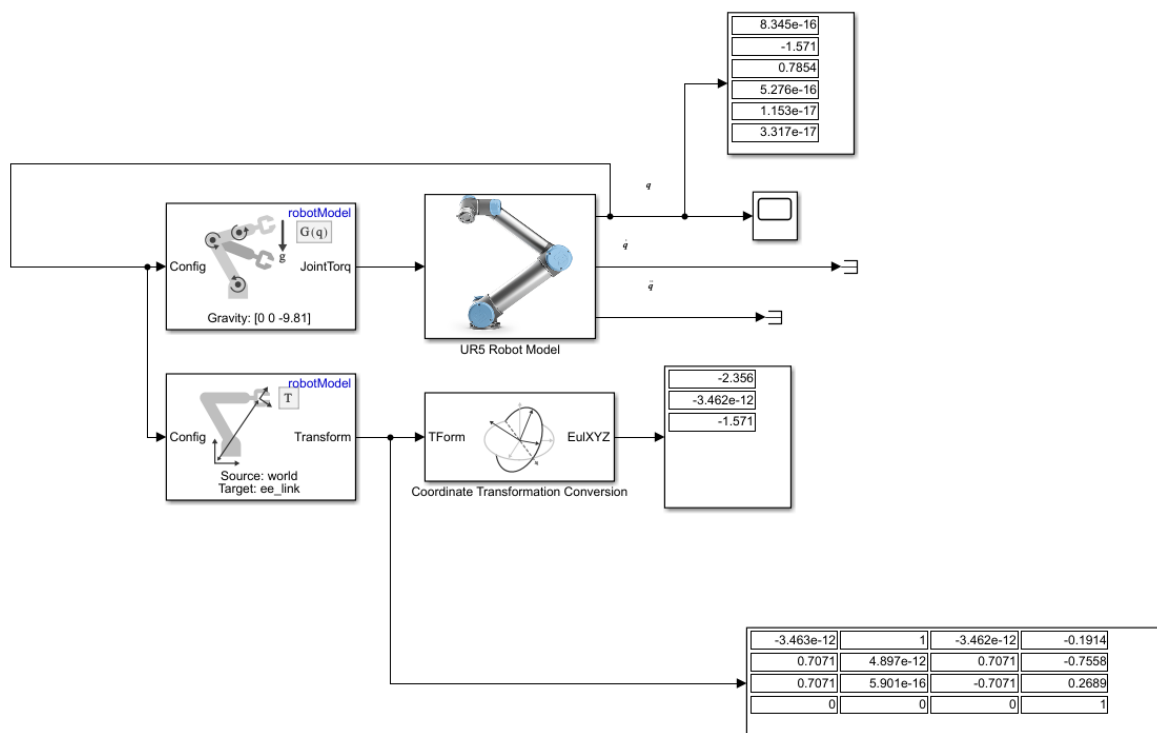 8.345e-16
-1.571
0.7854
5.276e-16
1.153e-17
3.317e-17
q
q̇
q̈
robotModel
G(q)
g
Config
JointTorq
Gravity: [0 0 -9.81]
UR5 Robot Model
robotModel
T
Config
Transform
Source: world
Target: ee_link
TForm
EulXYZ
Coordinate Transformation Conversion
-2.356
-3.462e-12
-1.571
-3.463e-12 1 -3.462e-12 -0.1914
0.7071 4.897e-12 0.7071 -0.7558
0.7071 5.901e-16 -0.7071 0.2689
0 0 0 1